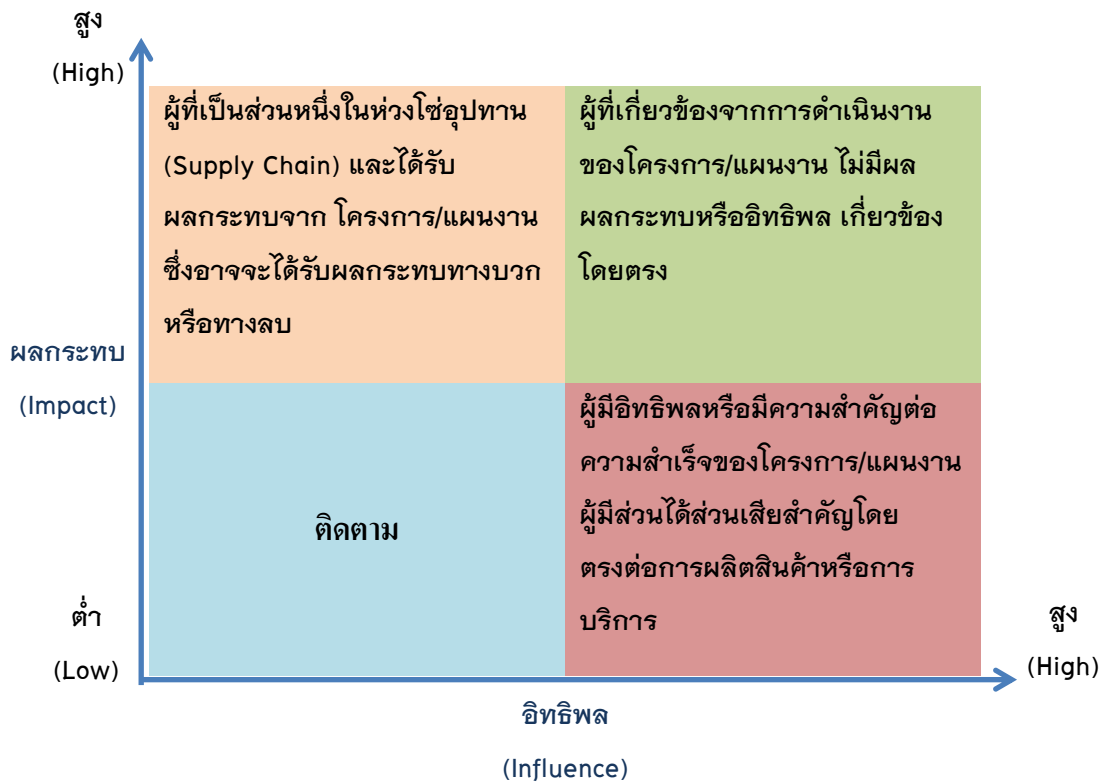 สูง
(High)
ผู้ที่เป็นส่วนหนึ่งในห่วงโซ่อุปทาน
(Supply Chain) และได้รับ
ผลกระทบจาก โครงการ/แผนงาน
ซึ่งอาจจะได้รับผลกระทบทางบวก
หรือทางลบ
ผู้ที่เกี่ยวข้องจากการดำเนินงาน
ของโครงการ/แผนงาน ไม่มีผล
ผลกระทบหรืออิทธิพล เกี่ยวข้อง
โดยตรง
ผลกระทบ
(Impact)
ติดตาม
ผู้มีอิทธิพลหรือมีความสำคัญต่อ
ความสำเร็จของโครงการ/แผนงาน
ผู้มีส่วนได้ส่วนเสียสำคัญโดย
ตรงต่อการผลิตสินค้าหรือการ
บริการ
ต่ำ
(Low)
สูง
(High)
อิทธิพล
(Influence)